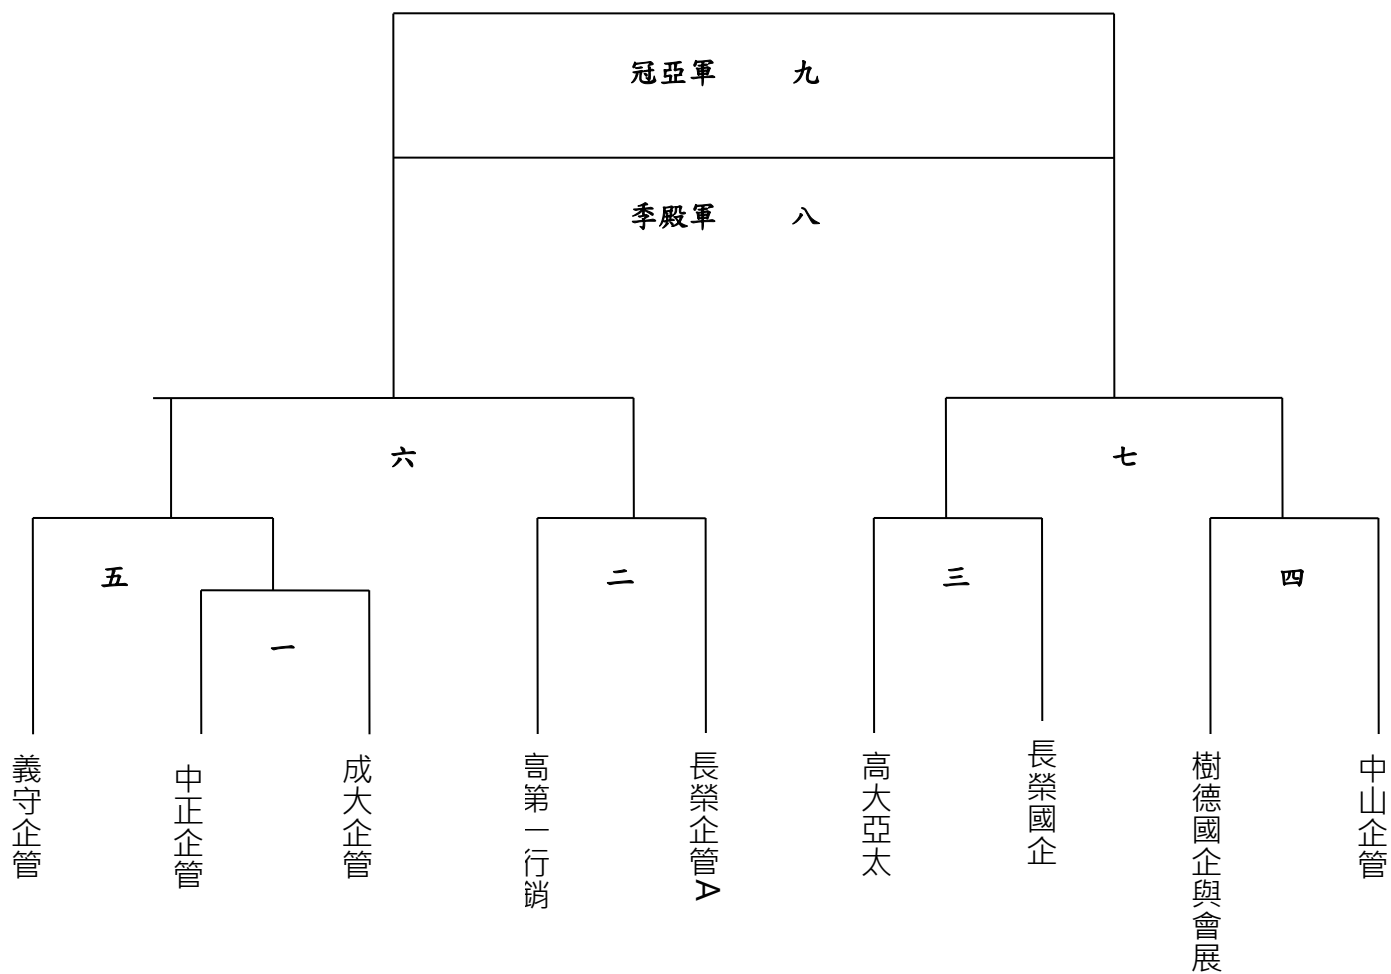 冠亞軍 九
季殿軍 八
六
七
五
二
三
四
一
義守企管
中正企管
成大企管
高第一行銷
長榮企管A
高大亞太
長榮國企
樹德國企與會展
中山企管